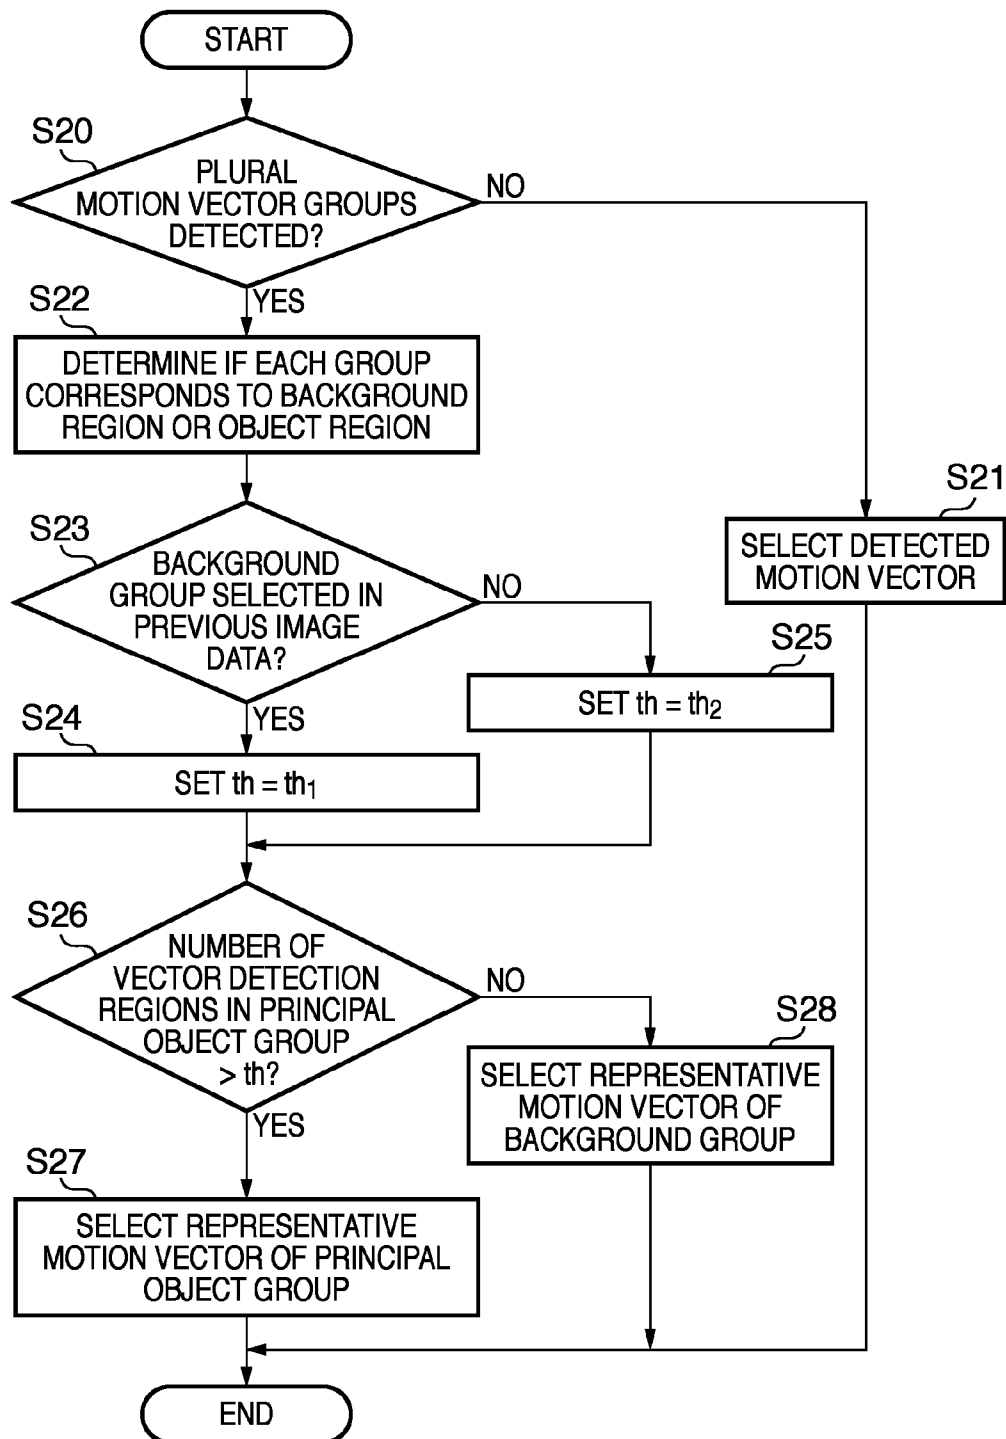 START
S20
PLURAL
MOTION VECTOR GROUPS
DETECTED?
NO
YES
S22
DETERMINE IF EACH GROUP
CORRESPONDS TO BACKGROUND
REGION OR OBJECT REGION
S21
SELECT DETECTED
MOTION VECTOR
S23
BACKGROUND
GROUP SELECTED IN
PREVIOUS IMAGE
DATA?
NO
YES
S25
SET th = th2
S24
SET th = th1
S26
NUMBER OF
VECTOR DETECTION
REGIONS IN PRINCIPAL
OBJECT GROUP
> th?
NO
YES
S28
SELECT REPRESENTATIVE
MOTION VECTOR OF
BACKGROUND GROUP
S27
SELECT REPRESENTATIVE
MOTION VECTOR OF PRINCIPAL
OBJECT GROUP
END